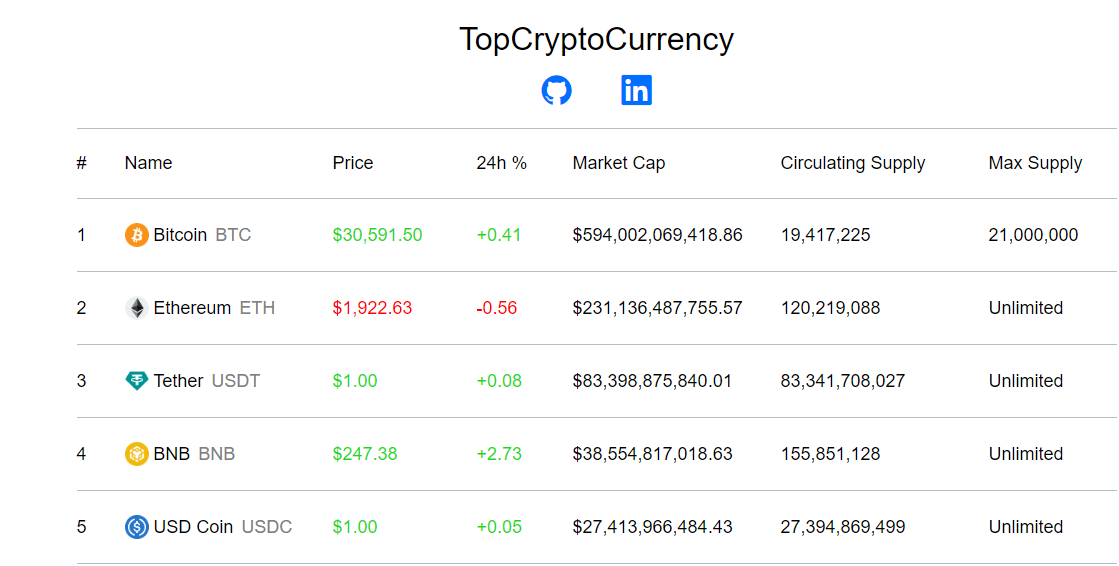 TopCryptoCurrency
in
# Name Price 24h % Market Cap Circulating Supply Max Supply
1 Bitcoin BTC $30,591.50 +0.41 $594,002,069,418.86 19,417,225 21,000,000
2 Ethereum ETH $1,922.63 -0.56 $231,136,487,755.57 120,219,088 Unlimited
3 Tether USDT $1.00 +0.08 $83,398,875,840.01 83,341,708,027 Unlimited
4 BNB BNB $247.38 +2.73 $38,554,817,018.63 155,851,128 Unlimited
5 USD Coin USDC $1.00 +0.05 $27,413,966,484.43 27,394,869,499 Unlimited